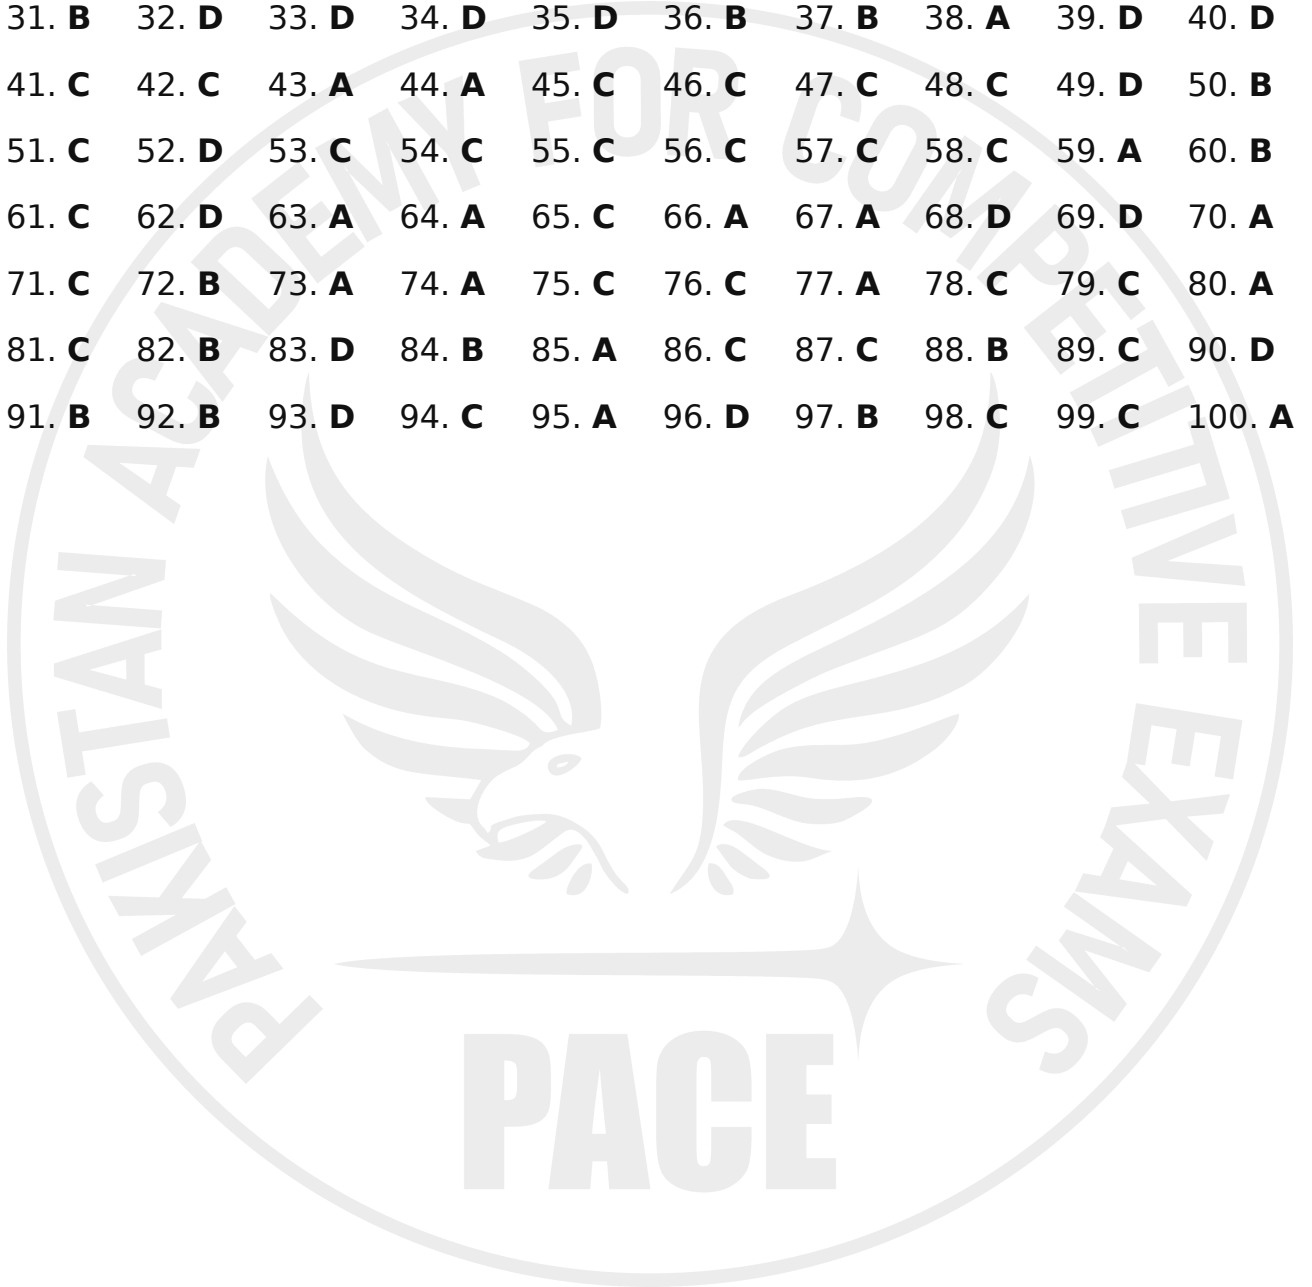 31. B 32. D 33. D 34. D 35. D 36. B 37. B 38. A 39. D 40. D
41. C 42. C 43. A 44. A 45. C 46. C 47. C 48. C 49. D 50. B
51. C 52. D 53. C 54. C 55. C 56. C 57. C 58. C 59. A 60. B
61. C 62. D 63. A 64. A 65. C 66. A 67. A 68. D 69. D 70. A
71. C 72. B 73. A 74. A 75. C 76. C 77. A 78. C 79. C 80. A
81. C 82. B 83. D 84. B 85. A 86. C 87. C 88. B 89. C 90. D
91. B 92. B 93. D 94. C 95. A 96. D 97. B 98. C 99. C 100. A
PAKISTAN ACADEMY FOR COMPETITIVE EXAMS
PACE